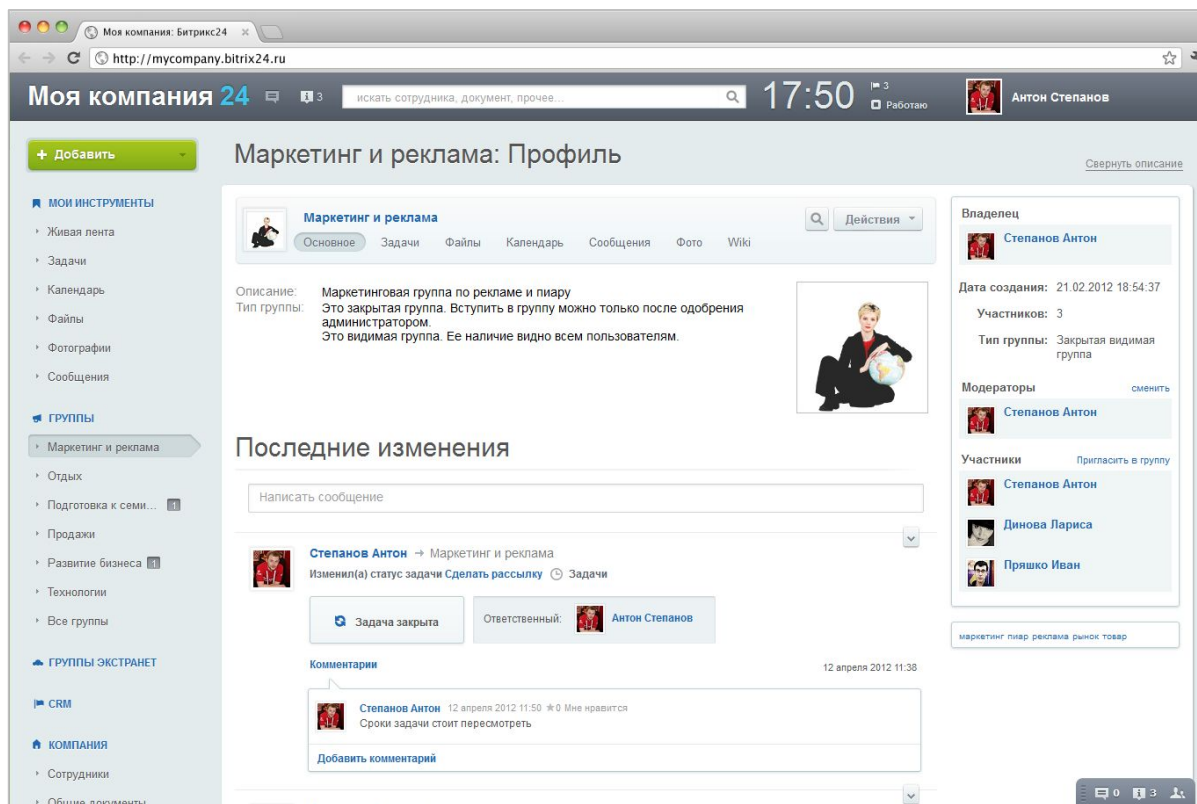 Моя компания: Битрикс24
http://mycompany.bitrix24.ru
Моя компания 24
3
искать сотрудника, документ, прочее...
17:50
3
Работаю
Антон Степанов
+ Добавить
МОИ ИНСТРУМЕНТЫ
Живая лента
Задачи
Календарь
Файлы
Фотографии
Сообщения
ГРУППЫ
Маркетинг и реклама
Отдых
Подготовка к семи... 1
Продажи
Развитие бизнеса 1
Технологии
Все группы
ГРУППЫ ЭКСТРАНЕТ
CRM
КОМПАНИЯ
Сотрудники
Общие документы
Маркетинг и реклама: Профиль
Свернуть описание
Маркетинг и реклама
Основное Задачи Файлы Календарь Сообщения Фото Wiki
Действия
Описание: Маркетинговая группа по рекламе и пиару
Тип группы: Это закрытая группа. Вступить в группу можно только после одобрения
администратором.
Это видимая группа. Ее наличие видно всем пользователям.
Последние изменения
Написать сообщение
Степанов Антон → Маркетинг и реклама
Изменил(а) статус задачи Сделать рассылку Задачи
Задача закрыта
Ответственный: Антон Степанов
Комментарии
12 апреля 2012 11:38
Степанов Антон 12 апреля 2012 11:50 ★0 Мне нравится
Сроки задачи стоит пересмотреть
Добавить комментарий
Владелец
Степанов Антон
Дата создания: 21.02.2012 18:54:37
Участников: 3
Тип группы: Закрытая видимая
группа
Модераторы сменить
Степанов Антон
Участники Пригласить в группу
Степанов Антон
Динова Лариса
Пряшко Иван
маркетинг пиар реклама рынок товар
0 3